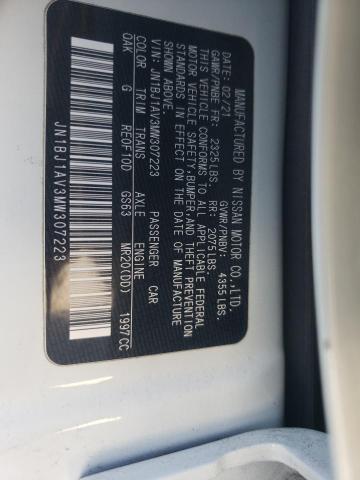 MANUFACTURED BY NISSAN MOTOR CO.,LTD.
DATE: 02/21 GVWR/PNBV: 4355LBS.
GAWR/PNBE FR: 2325LBS. RR: 2075LBS.
THIS VEHICLE CONFORMS TO ALL APPLICABLE FEDERAL
MOTOR VEHICLE SAFETY,BUMPER,AND THEFT PREVENTION
STANDARDS IN EFFECT ON THE DATE OF MANUFACTURE
SHOWN ABOVE.
VIN: JN1BJ1AV3MW307223 PASSENGER CAR
COLOR TRIM TRANS AXLE ENGINE
QAK G RE0F10D GS63 MR20(DD) 1997CC
JN1BJ1AV3MW307223